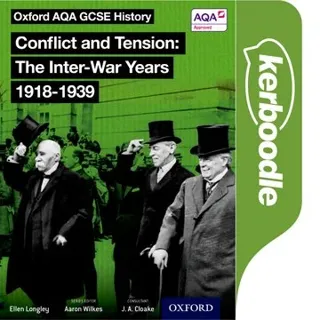 Oxford AQA GCSE History
AQA
Approved
Conflict and Tension:
The Inter-War Years
1918-1939
kerboodle
SERIES EDITOR
CONSULTANT
Ellen Longley
Aaron Wilkes
J. A. Cloake
OXFORD